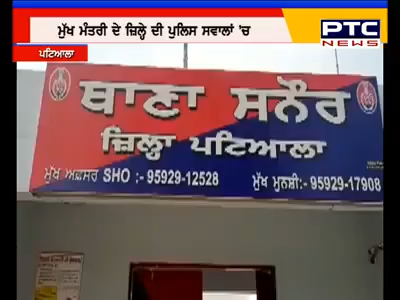 ਮੁੱਖ ਮੰਤਰੀ ਦੇ ਜ਼ਿਲ੍ਹੇ ਦੀ ਪੁਲਿਸ ਸਵਾਲਾਂ 'ਚ
PTC
NEWS
ਪਟਿਆਲਾ
ਥਾਣਾ ਸਨੌਰ
ਜ਼ਿਲ੍ਹਾ ਪਟਿਆਲਾ
ਮੁੱਖ ਅਫ਼ਸਰ SHO :- 95929-12528 ਮੁੱਖ ਮੁਨਸ਼ੀ:- 95929-17908